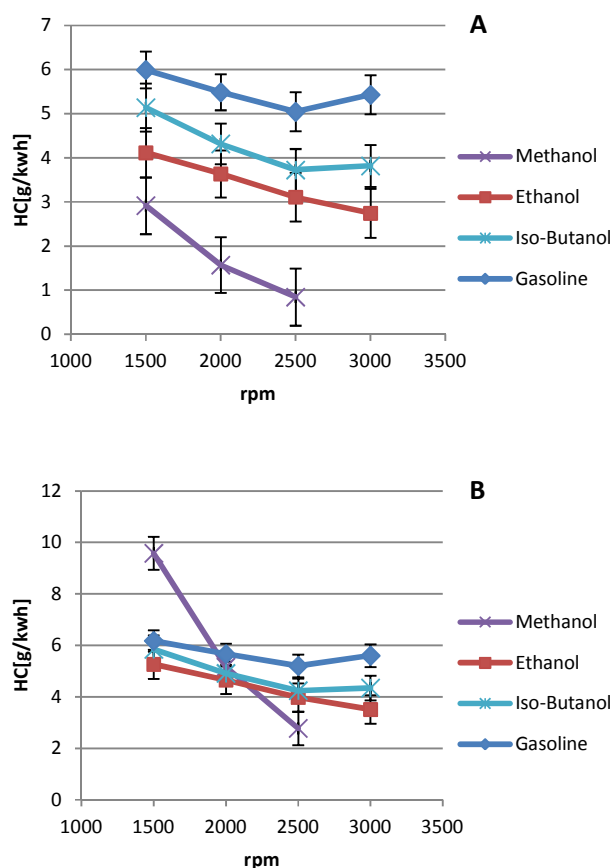 A
7
6
5
4
3
2
1
0
HC[g/kwh]
1000 1500 2000 2500 3000 3500
rpm
Methanol
Ethanol
Iso-Butanol
Gasoline
B
12
10
8
6
4
2
0
HC[g/kwh]
1000 1500 2000 2500 3000 3500
rpm
Methanol
Ethanol
Iso-Butanol
Gasoline